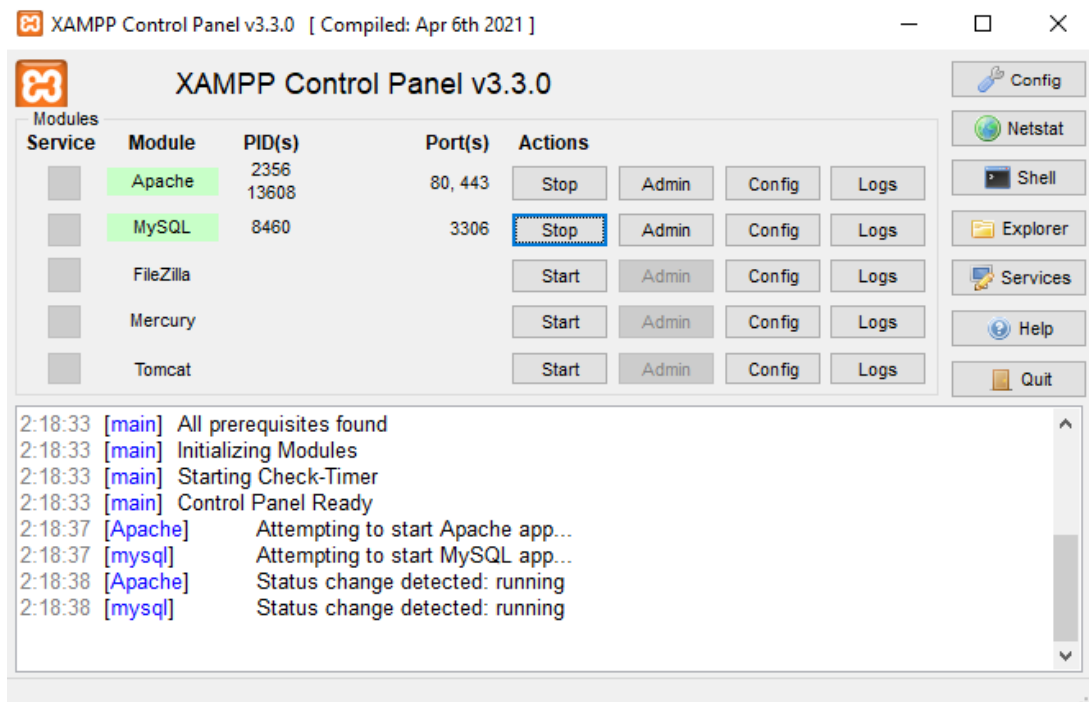 XAMPP Control Panel v3.3.0 [ Compiled: Apr 6th 2021 ]
XAMPP Control Panel v3.3.0
Config
Modules
Service Module PID(s) Port(s) Actions
Netstat
Apache 2356 13608 80, 443 Stop Admin Config Logs
Shell
MySQL 8460 3306 Stop Admin Config Logs
Explorer
FileZilla Start Admin Config Logs
Services
Mercury Start Admin Config Logs
Help
Tomcat Start Admin Config Logs
Quit
2:18:33 [main] All prerequisites found
2:18:33 [main] Initializing Modules
2:18:33 [main] Starting Check-Timer
2:18:33 [main] Control Panel Ready
2:18:37 [Apache] Attempting to start Apache app...
2:18:37 [mysql] Attempting to start MySQL app...
2:18:38 [Apache] Status change detected: running
2:18:38 [mysql] Status change detected: running